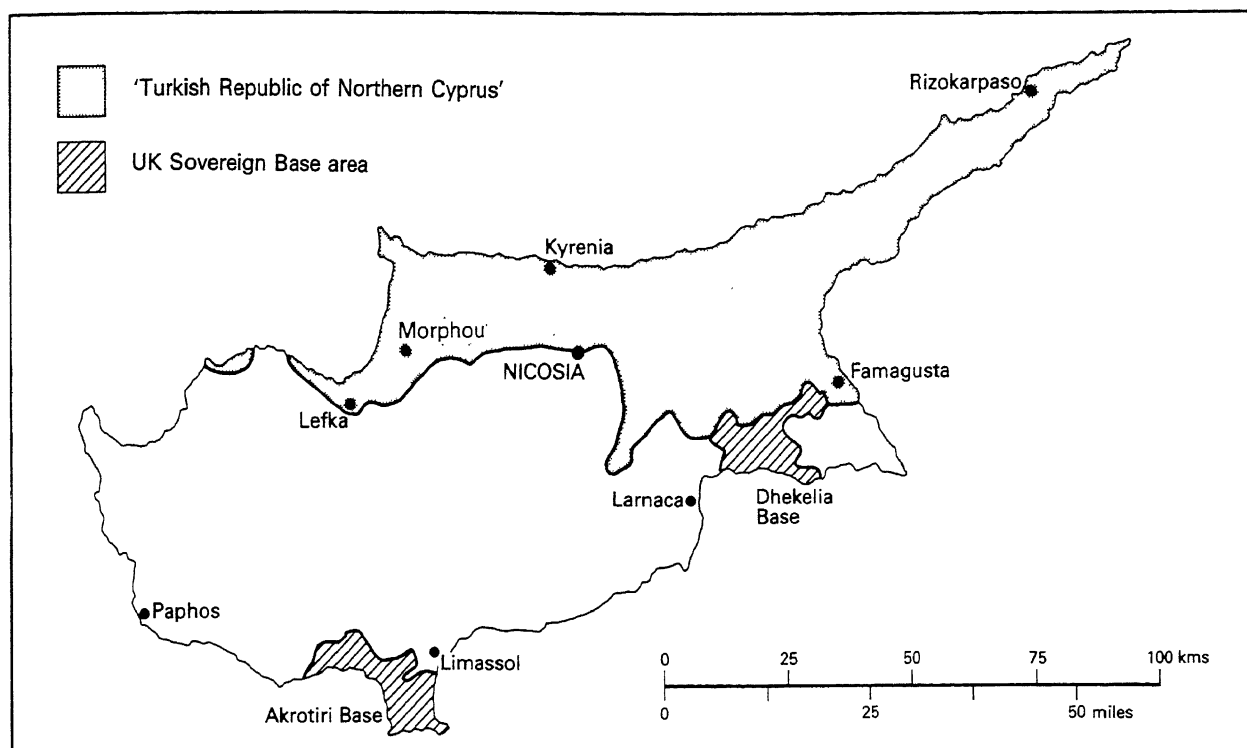 'Turkish Republic of Northern Cyprus'
UK Sovereign Base area
Rizokarpaso
Kyrenia
Morphou
NICOSIA
Famagusta
Lefka
Larnaca
Dhekelia
Base
Paphos
Limassol
Akrotiri Base
0 25 50 75 100 kms
0 25 50 miles